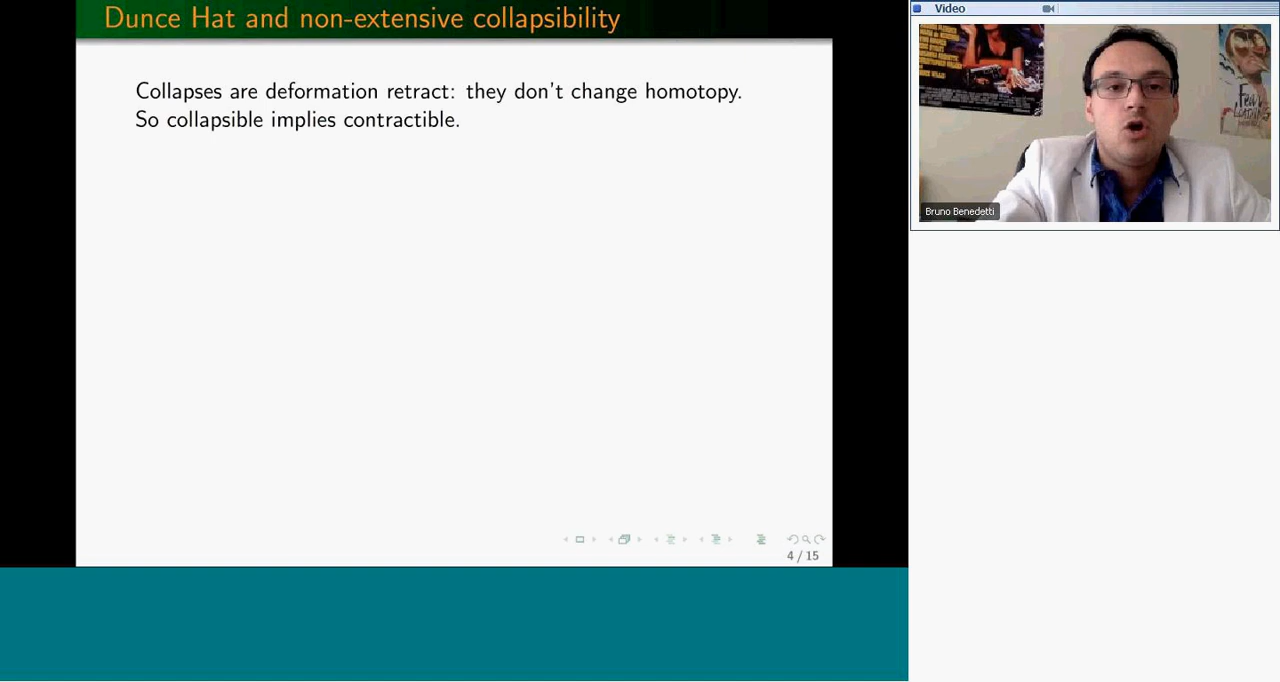 Dunce Hat and non-extensive collapsibility
Collapses are deformation retract: they don't change homotopy.
So collapsible implies contractible.
4 / 15
Video
Bruno Benedetti